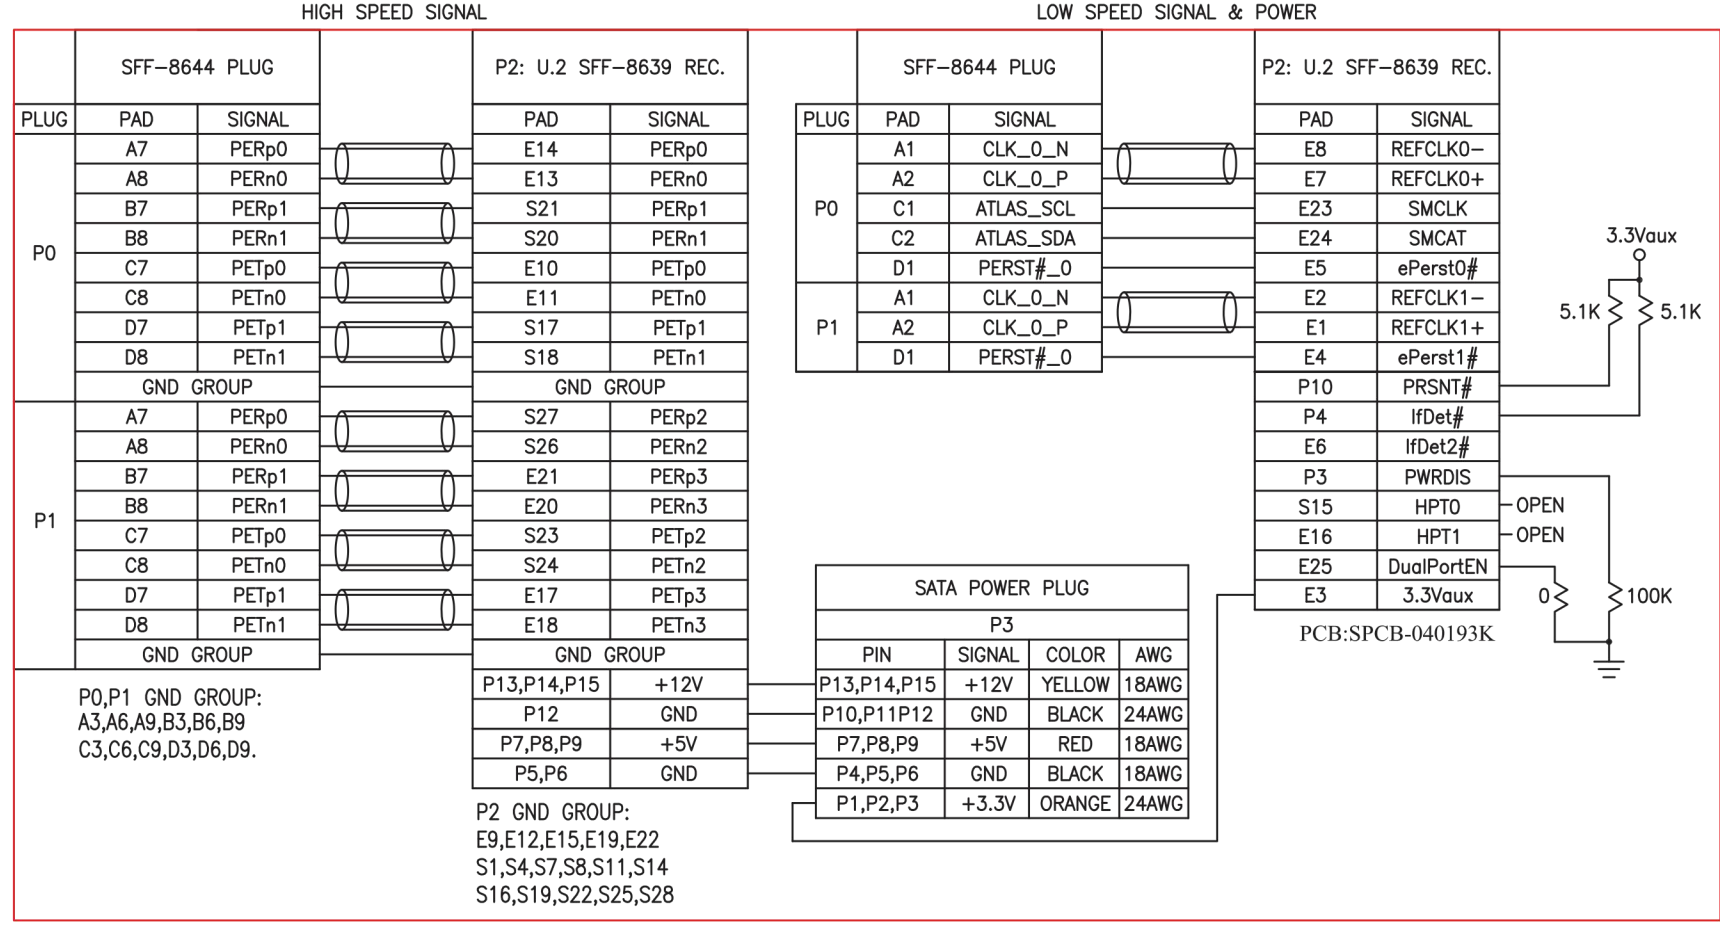 HIGH SPEED SIGNAL
SFF-8644 PLUG P2: U.2 SFF-8639 REC.
PLUG PAD SIGNAL PAD SIGNAL
P0
A7 PERp0 E14 PERp0
A8 PERn0 E13 PERn0
B7 PERp1 S21 PERp1
B8 PERn1 S20 PERn1
C7 PETp0 E10 PETp0
C8 PETn0 E11 PETn0
D7 PETp1 S17 PETp1
D8 PETn1 S18 PETn1
GND GROUP GND GROUP
P1
A7 PERp0 S27 PERp2
A8 PERn0 S26 PERn2
B7 PERp1 E21 PERp3
B8 PERn1 E20 PERn3
C7 PETp0 S23 PETp2
C8 PETn0 S24 PETn2
D7 PETp1 E17 PETp3
D8 PETn1 E18 PETn3
GND GROUP GND GROUP
P13,P14,P15 +12V
P12 GND
P7,P8,P9 +5V
P5,P6 GND
P0,P1 GND GROUP:
A3,A6,A9,B3,B6,B9
C3,C6,C9,D3,D6,D9.
P2 GND GROUP:
E9,E12,E15,E19,E22
S1,S4,S7,S8,S11,S14
S16,S19,S22,S25,S28
LOW SPEED SIGNAL & POWER
SFF-8644 PLUG P2: U.2 SFF-8639 REC.
PLUG PAD SIGNAL PAD SIGNAL
P0
A1 CLK_0_N E8 REFCLK0-
A2 CLK_0_P E7 REFCLK0+
C1 ATLAS_SCL E23 SMCLK
C2 ATLAS_SDA E24 SMCAT
D1 PERST#_0 E5 ePerst0#
P1
A1 CLK_0_N E2 REFCLK1-
A2 CLK_0_P E1 REFCLK1+
D1 PERST#_0 E4 ePerst1#
P10 PRSNT#
P4 IfDet#
E6 IfDet2#
P3 PWRDIS
S15 HPT0 OPEN
E16 HPT1 OPEN
E25 DualPortEN
E3 3.3Vaux
3.3Vaux
5.1K 5.1K
0 100K
PCB:SPCB-040193K
SATA POWER PLUG
P3
PIN SIGNAL COLOR AWG
P13,P14,P15 +12V YELLOW 18AWG
P10,P11P12 GND BLACK 24AWG
P7,P8,P9 +5V RED 18AWG
P4,P5,P6 GND BLACK 18AWG
P1,P2,P3 +3.3V ORANGE 24AWG